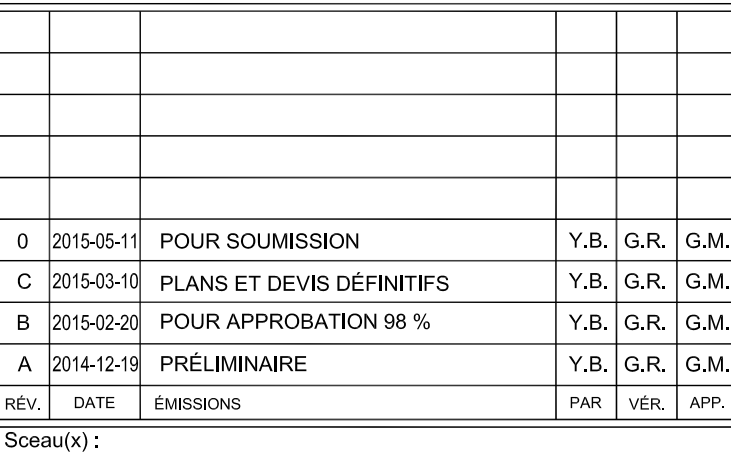 0 2015-05-11 POUR SOUMISSION Y.B. G.R. G.M.
C 2015-03-10 PLANS ET DEVIS DÉFINITIFS Y.B. G.R. G.M.
B 2015-02-20 POUR APPROBATION 98 % Y.B. G.R. G.M.
A 2014-12-19 PRÉLIMINAIRE Y.B. G.R. G.M.
RÉV. DATE ÉMISSIONS PAR VÉR. APP.
Sceau(x) :